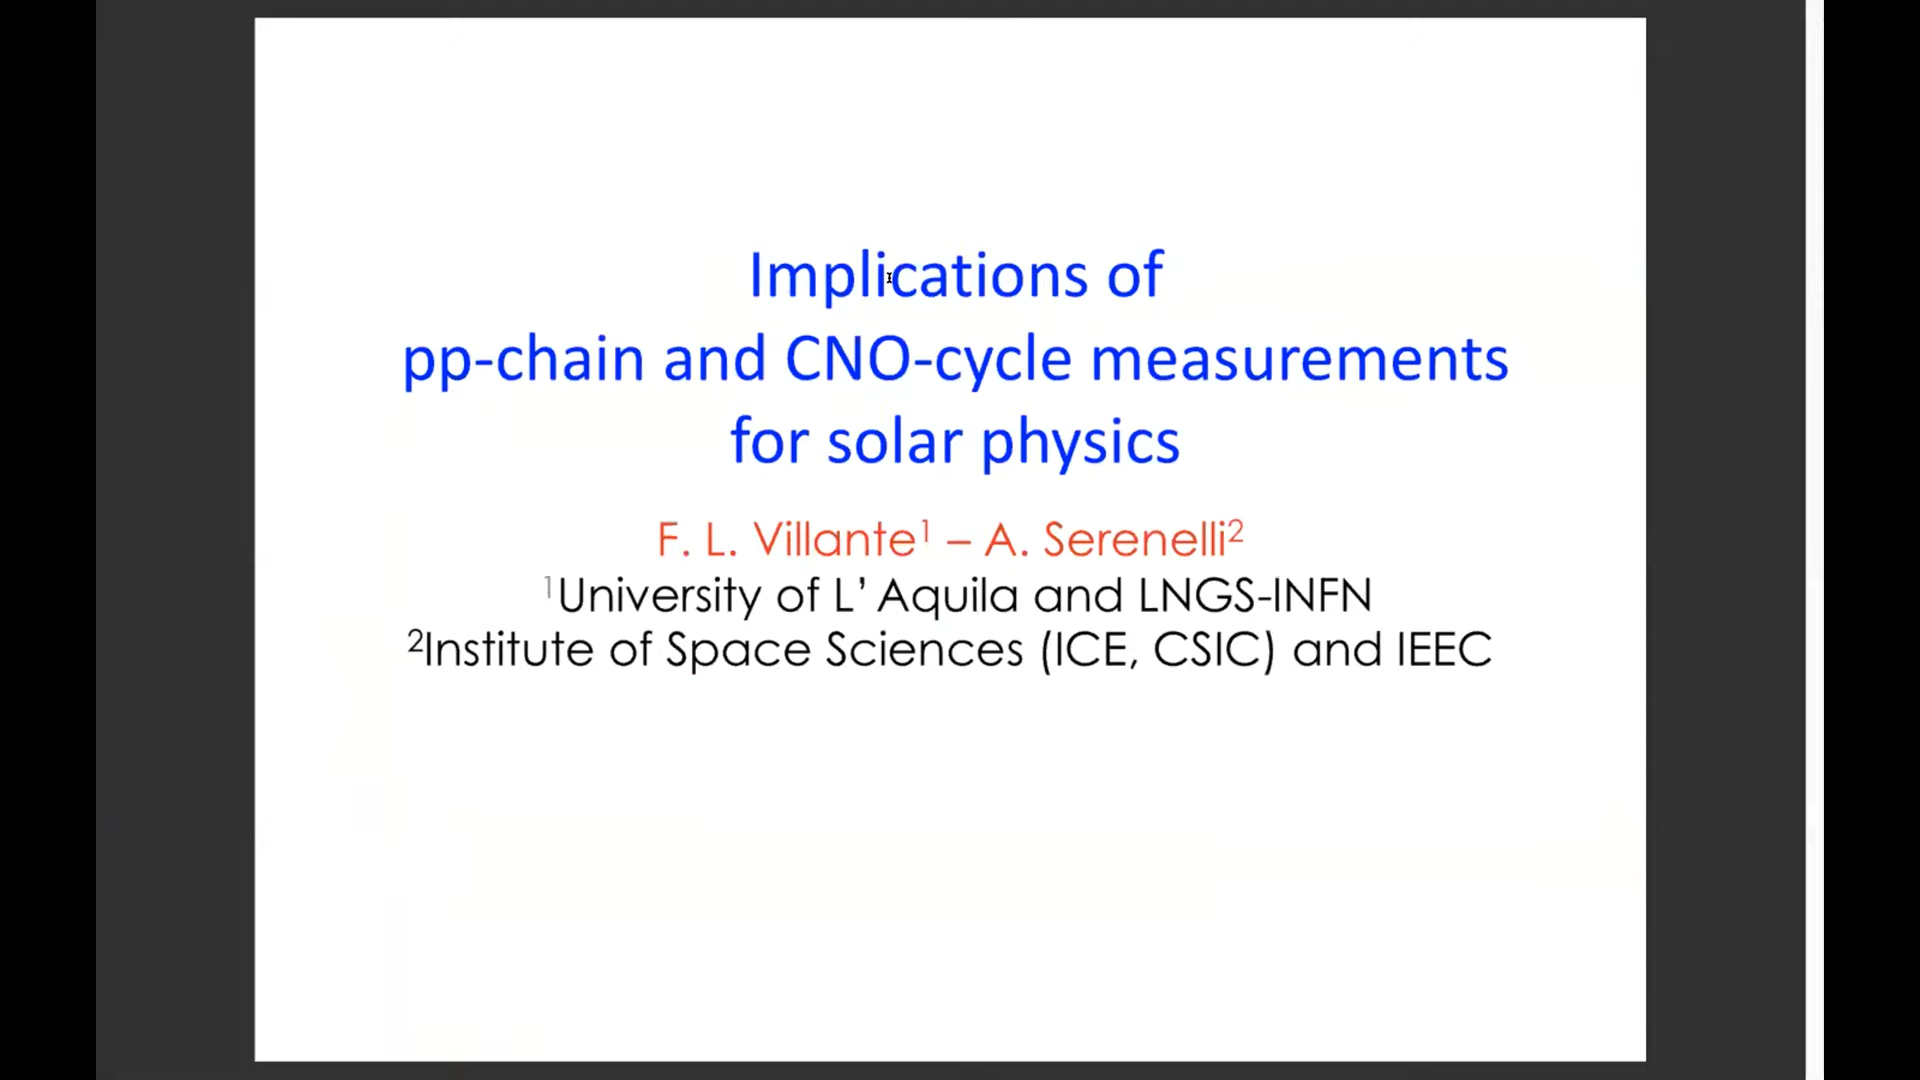 Implications of
pp-chain and CNO-cycle measurements
for solar physics
F. L. Villante¹ – A. Serenelli²
¹University of L’ Aquila and LNGS-INFN
²Institute of Space Sciences (ICE, CSIC) and IEEC